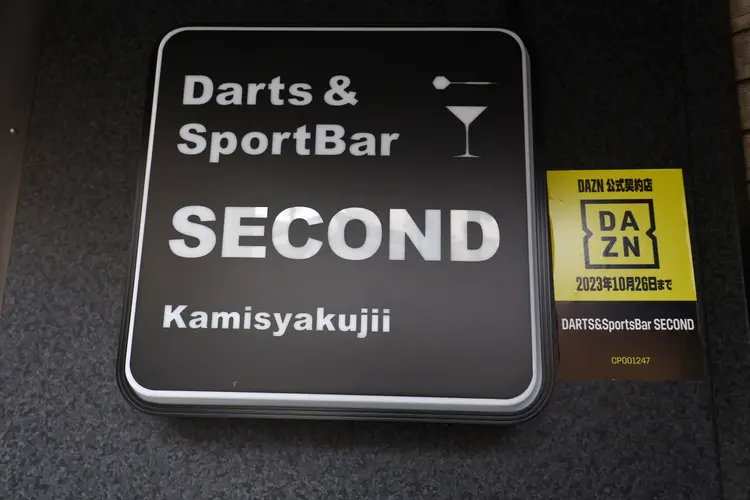 Darts &
SportBar
SECOND
Kamisyakujii
DAZN 公式契約店
DA
ZN
2023年10月26日まで
DARTS&SportsBar SECOND
CP001247